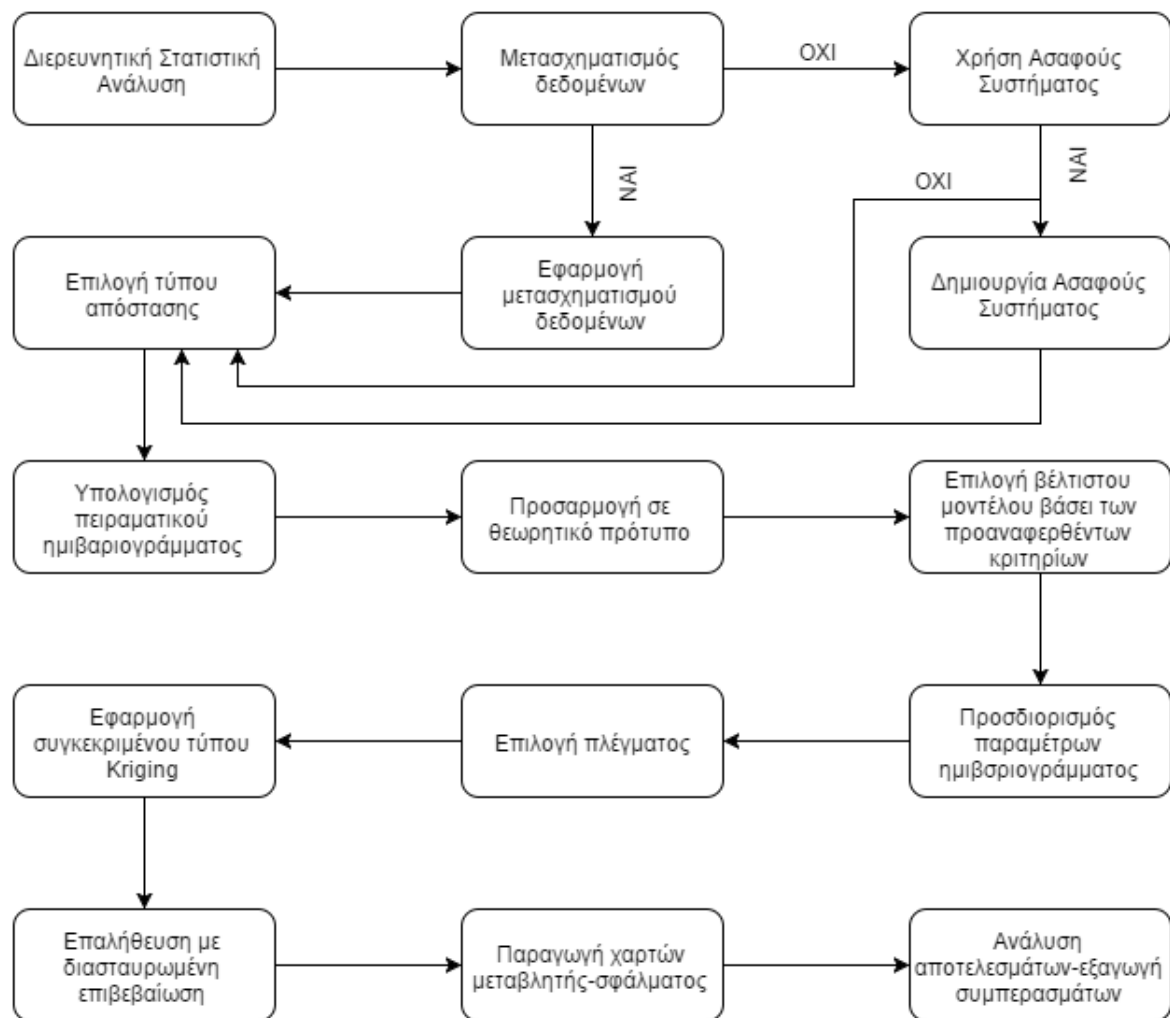 Διερευνητική Στατιστική
Ανάλυση
Μετασχηματισμός
δεδομένων
ΟΧΙ
Χρήση Ασαφούς
Συστήματος
ΝΑΙ
ΟΧΙ
ΝΑΙ
Επιλογή τύπου
απόστασης
Εφαρμογή
μετασχηματισμού
δεδομένων
Δημιουργία Ασαφούς
Συστήματος
Υπολογισμός
πειραματικού
ημιβαριογράμματος
Προσαρμογή σε
θεωρητικό πρότυπο
Επιλογή βέλτιστου
μοντέλου βάσει των
προαναφερθέντων
κριτηρίων
Εφαρμογή
συγκεκριμένου τύπου
Kriging
Επιλογή πλέγματος
Προσδιορισμός
παραμέτρων
ημιβσριογράμματος
Επαλήθευση με
διασταυρωμένη
επιβεβαίωση
Παραγωγή χαρτών
μεταβλητής-σφάλματος
Ανάλυση
αποτελεσμάτων-εξαγωγή
συμπερασμάτων